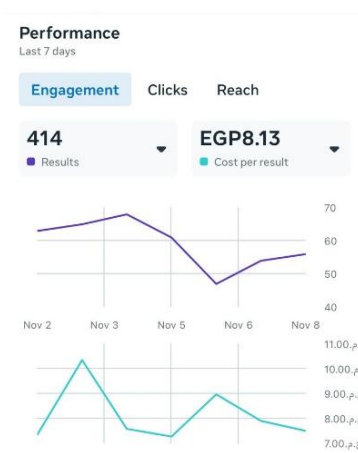 Performance
Last 7 days
Engagement Clicks Reach
414 EGP8.13
Results Cost per result
70
60
50
40
Nov 2 Nov 3 Nov 5 Nov 6 Nov 8
11.00
10.00
9.00
8.00
7.00